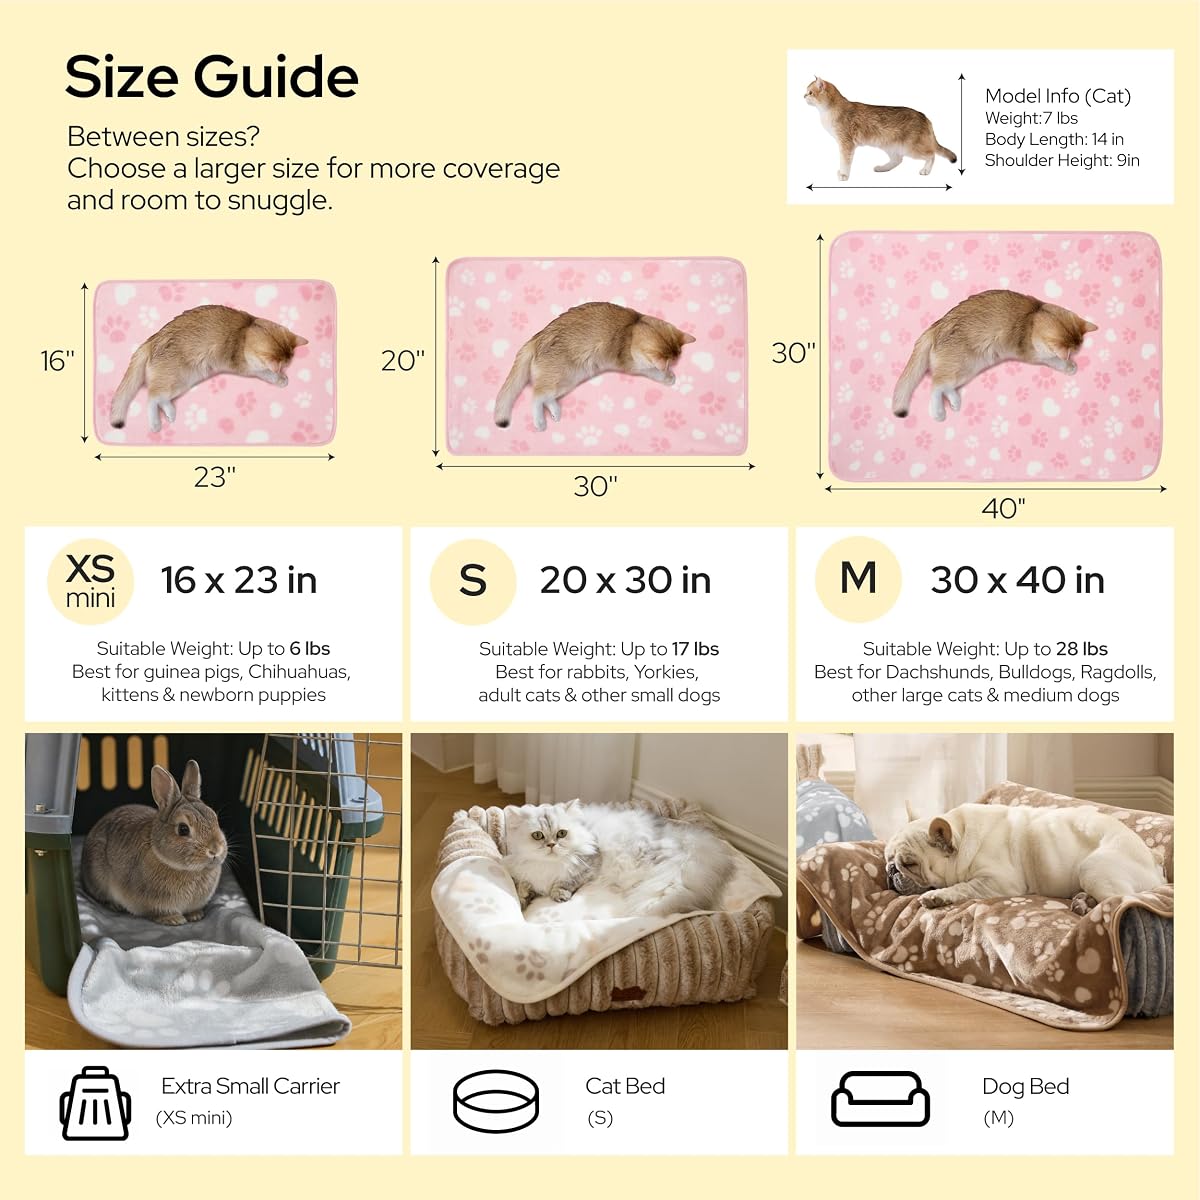 Size Guide
Between sizes?
Choose a larger size for more coverage
and room to snuggle.
Model Info (Cat)
Weight:7 lbs
Body Length: 14 in
Shoulder Height: 9in
16"
23"
20"
30"
30"
40"
XS
mini
16 x 23 in
Suitable Weight: Up to 6 lbs
Best for guinea pigs, Chihuahuas,
kittens & newborn puppies
S
20 x 30 in
Suitable Weight: Up to 17 lbs
Best for rabbits, Yorkies,
adult cats & other small dogs
M
30 x 40 in
Suitable Weight: Up to 28 lbs
Best for Dachshunds, Bulldogs, Ragdolls,
other large cats & medium dogs
Extra Small Carrier
(XS mini)
Cat Bed
(S)
Dog Bed
(M)